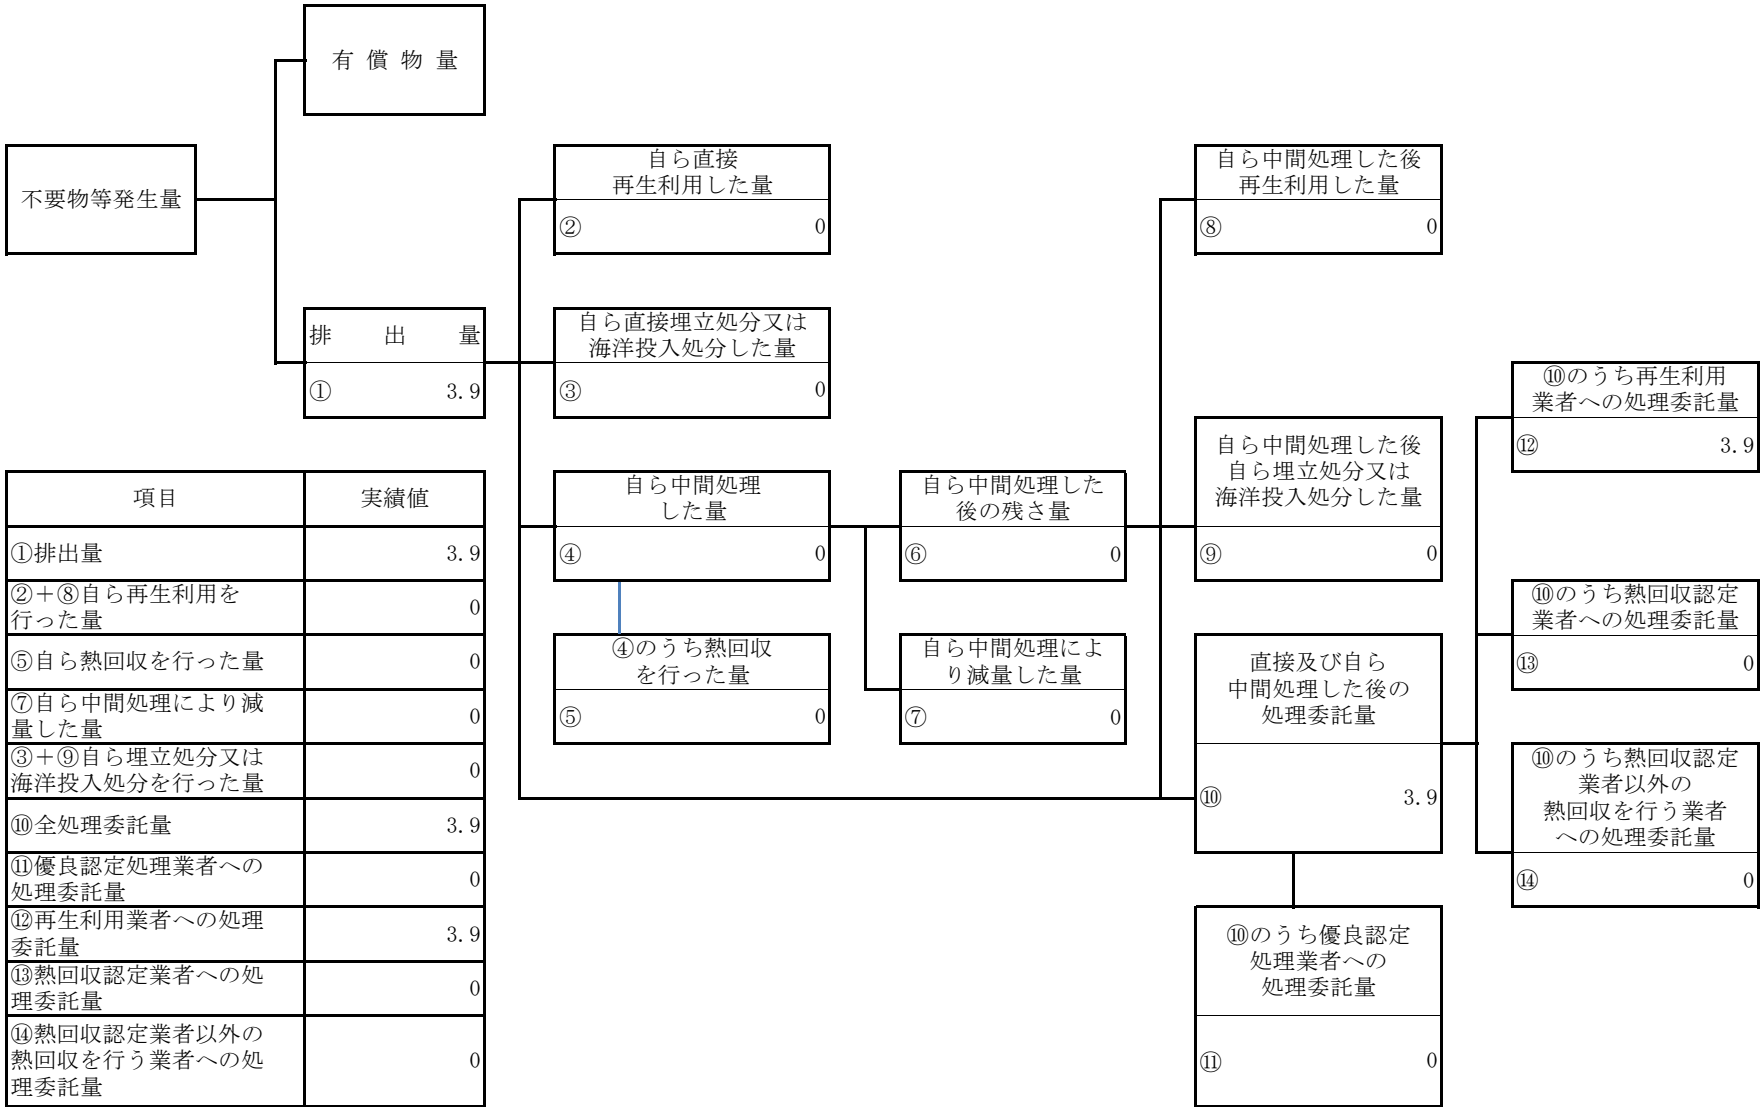 有 償 物 量
不要物等発生量
排 出 量
① 3.9
自ら直接
再生利用した量
② 0
自ら直接埋立処分又は
海洋投入処分した量
③ 0
自ら中間処理
した量
④ 0
④のうち熱回収
を行った量
⑤ 0
自ら中間処理した
後の残さ量
⑥ 0
自ら中間処理によ
り減量した量
⑦ 0
自ら中間処理した後
再生利用した量
⑧ 0
自ら中間処理した後
自ら埋立処分又は
海洋投入処分した量
⑨ 0
直接及び自ら
中間処理した後の
処理委託量
⑩ 3.9
⑩のうち優良認定
処理業者への
処理委託量
⑪ 0
⑩のうち再生利用
業者への処理委託量
⑫ 3.9
⑩のうち熱回収認定
業者への処理委託量
⑬ 0
⑩のうち熱回収認定
業者以外の
熱回収を行う業者
への処理委託量
⑭ 0
項目 実績値
①排出量 3.9
②+⑧自ら再生利用を
行った量 0
⑤自ら熱回収を行った量 0
⑦自ら中間処理により減
量した量 0
③+⑨自ら埋立処分又は
海洋投入処分を行った量 0
⑩全処理委託量 3.9
⑪優良認定処理業者への
処理委託量 0
⑫再生利用業者への処理
委託量 3.9
⑬熱回収認定業者への処
理委託量 0
⑭熱回収認定業者以外の
熱回収を行う業者への処
理委託量 0